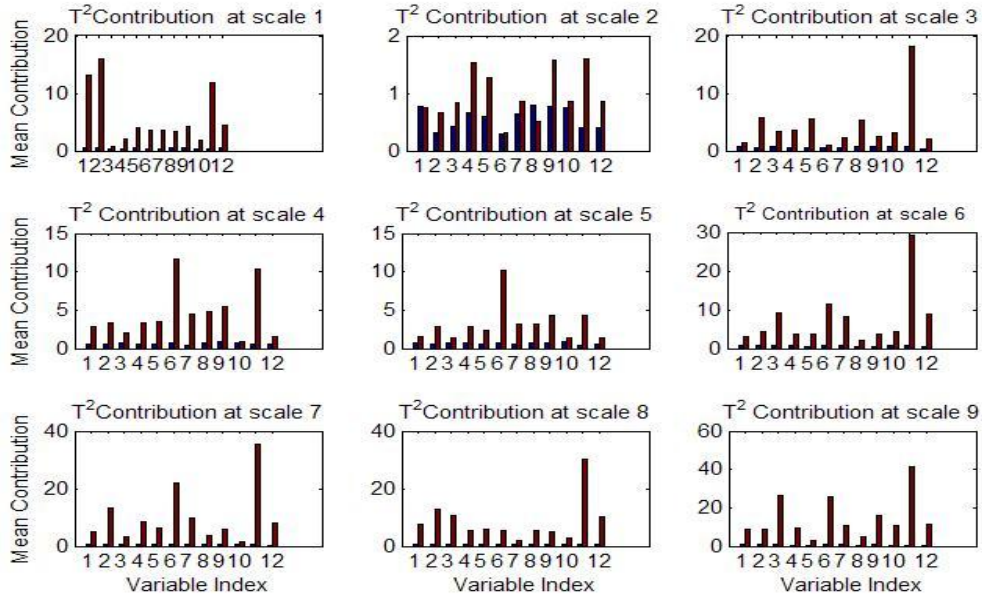 T²Contribution at scale 1
T² Contribution at scale 2
T² Contribution at scale 3
Mean Contribution
20
10
0
123456789 10 12
2
1
0
1 2 3 4 5 6 7 8 9 10 12
20
10
0
1 2 3 4 5 6 7 8 9 10 12
T² Contribution at scale 4
T² Contribution at scale 5
T² Contribution at scale 6
Mean Contribution
15
10
5
0
1 2 3 4 5 6 7 8 9 10 12
15
10
5
0
1 2 3 4 5 6 7 8 9 10 12
30
20
10
0
1 2 3 4 5 6 7 8 9 10 12
T²Contribution at scale 7
T²Contribution at scale 8
T² Contribution at scale 9
Mean Contribution
40
20
0
1 2 3 4 5 6 7 8 9 10 12
Variable Index
40
20
0
1 2 3 4 5 6 7 8 9 10 12
Variable Index
60
40
20
0
1 2 3 4 5 6 7 8 9 10 12
Variable Index